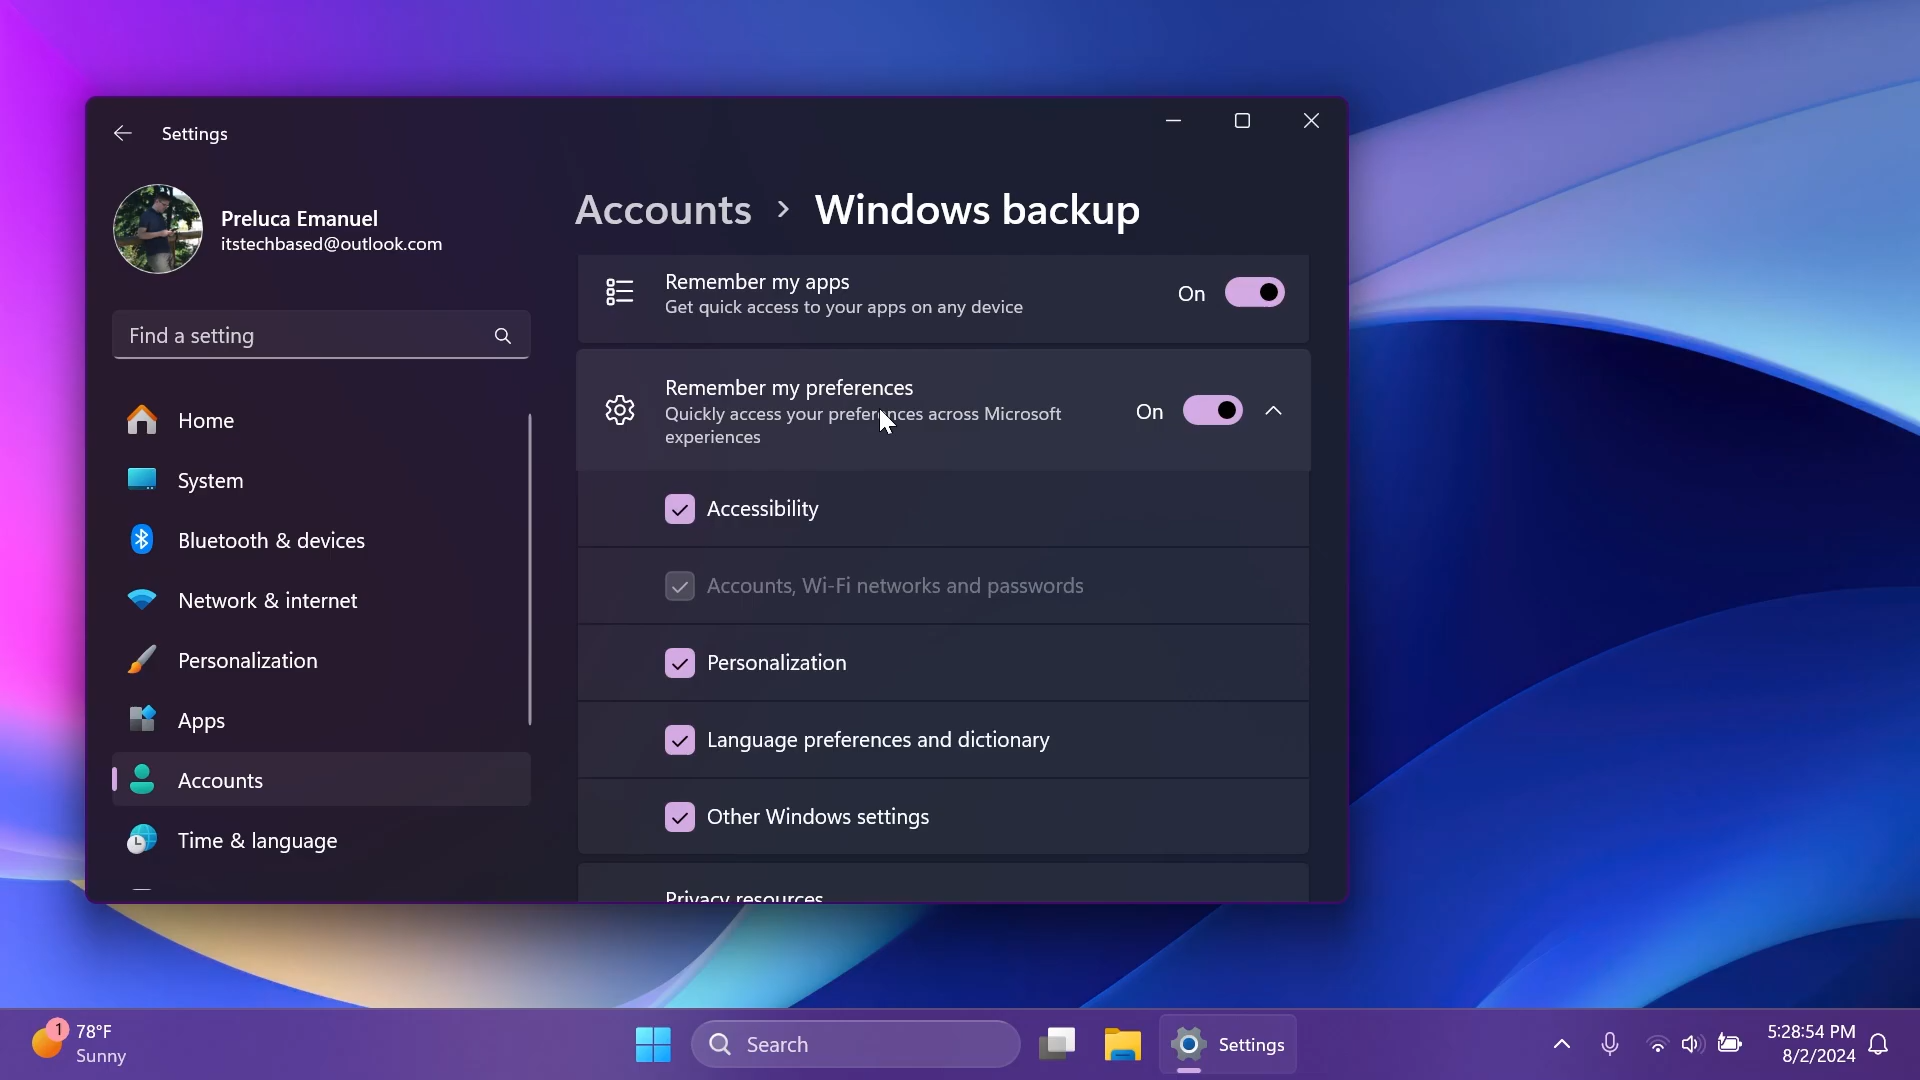 Settings
Preluca Emanuel
itstechbased@outlook.com
Find a setting
Home
System
Bluetooth & devices
Network & internet
Personalization
Apps
Accounts
Time & language
Accounts > Windows backup
Remember my apps
Get quick access to your apps on any device
On
Remember my preferences
Quickly access your preferences across Microsoft
experiences
On
Accessibility
Accounts, Wi-Fi networks and passwords
Personalization
Language preferences and dictionary
Other Windows settings
Privacy resources
1
78°F
Sunny
Search
Settings
5:28:54 PM
8/2/2024